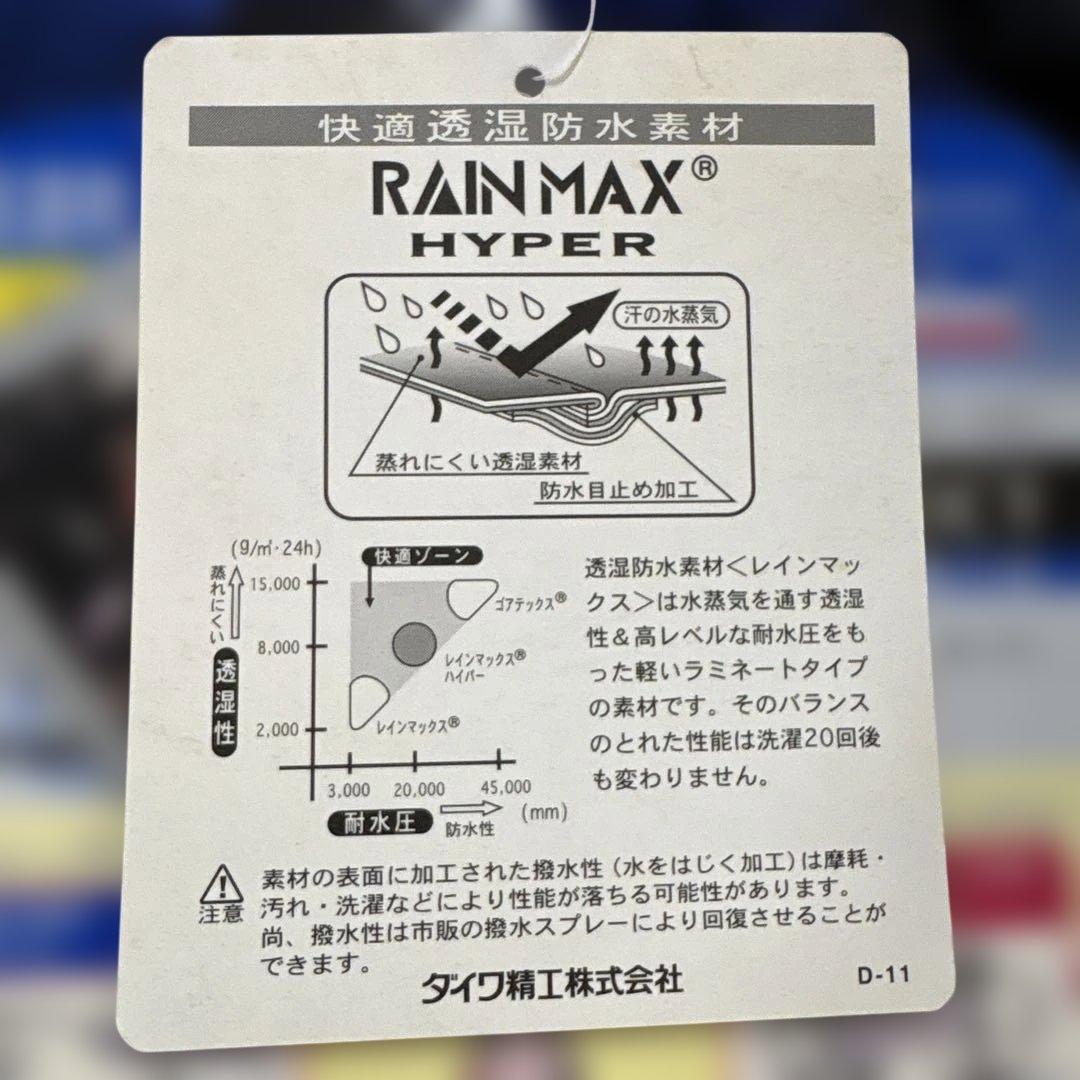 快適透湿防水素材
RAIN MAX®
HYPER
汗の水蒸気
蒸れにくい透湿素材
防水目止め加工
(g/㎡·24h)
快適ゾーン
蒸れにくい
透湿性
15,000
8,000
2,000
ゴアテックス®
レインマックス®
ハイパー
レインマックス®
3,000 20,000 45,000
耐水圧
防水性
(mm)
透湿防水素材<レインマッ
クス>は水蒸気を通す透湿
性&高レベルな耐水圧をも
った軽いラミネートタイプ
の素材です。そのバランス
のとれた性能は洗濯20回後
も変わりません。
注意
素材の表面に加工された撥水性(水をはじく加工)は摩耗・
汚れ・洗濯などにより性能が落ちる可能性があります。
尚、撥水性は市販の撥水スプレーにより回復させることが
できます。
ダイワ精工株式会社
D-11